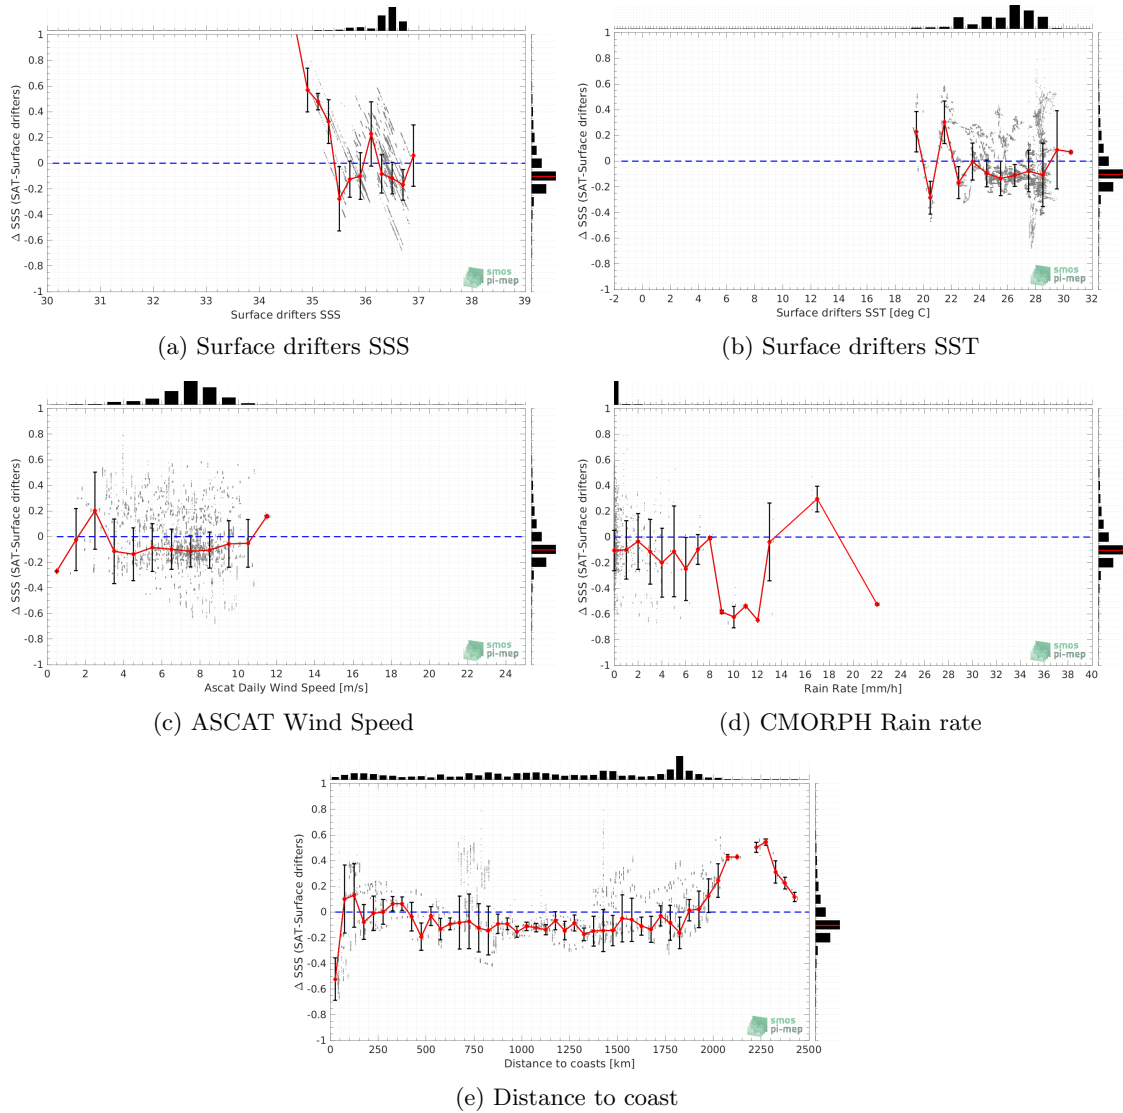 1
0.8
0.6
0.4
0.2
0
-0.2
-0.4
-0.6
-0.8
-1
Δ SSS (SAT-Surface drifters)
30 31 32 33 34 35 36 37 38 39
Surface drifters SSS
smos
pi-mep
(a) Surface drifters SSS
1
0.8
0.6
0.4
0.2
0
-0.2
-0.4
-0.6
-0.8
-1
Δ SSS (SAT-Surface drifters)
-2 0 2 4 6 8 10 12 14 16 18 20 22 24 26 28 30 32
Surface drifters SST [deg C]
smos
pi-mep
(b) Surface drifters SST
1
0.8
0.6
0.4
0.2
0
-0.2
-0.4
-0.6
-0.8
-1
Δ SSS (SAT-Surface drifters)
0 2 4 6 8 10 12 14 16 18 20 22 24
Ascat Daily Wind Speed [m/s]
smos
pi-mep
(c) ASCAT Wind Speed
1
0.8
0.6
0.4
0.2
0
-0.2
-0.4
-0.6
-0.8
-1
Δ SSS (SAT-Surface drifters)
0 2 4 6 8 10 12 14 16 18 20 22 24 26 28 30 32 34 36 38 40
Rain Rate [mm/h]
smos
pi-mep
(d) CMORPH Rain rate
1
0.8
0.6
0.4
0.2
0
-0.2
-0.4
-0.6
-0.8
-1
Δ SSS (SAT-Surface drifters)
0 250 500 750 1000 1250 1500 1750 2000 2250 2500
Distance to coasts [km]
smos
pi-mep
(e) Distance to coast